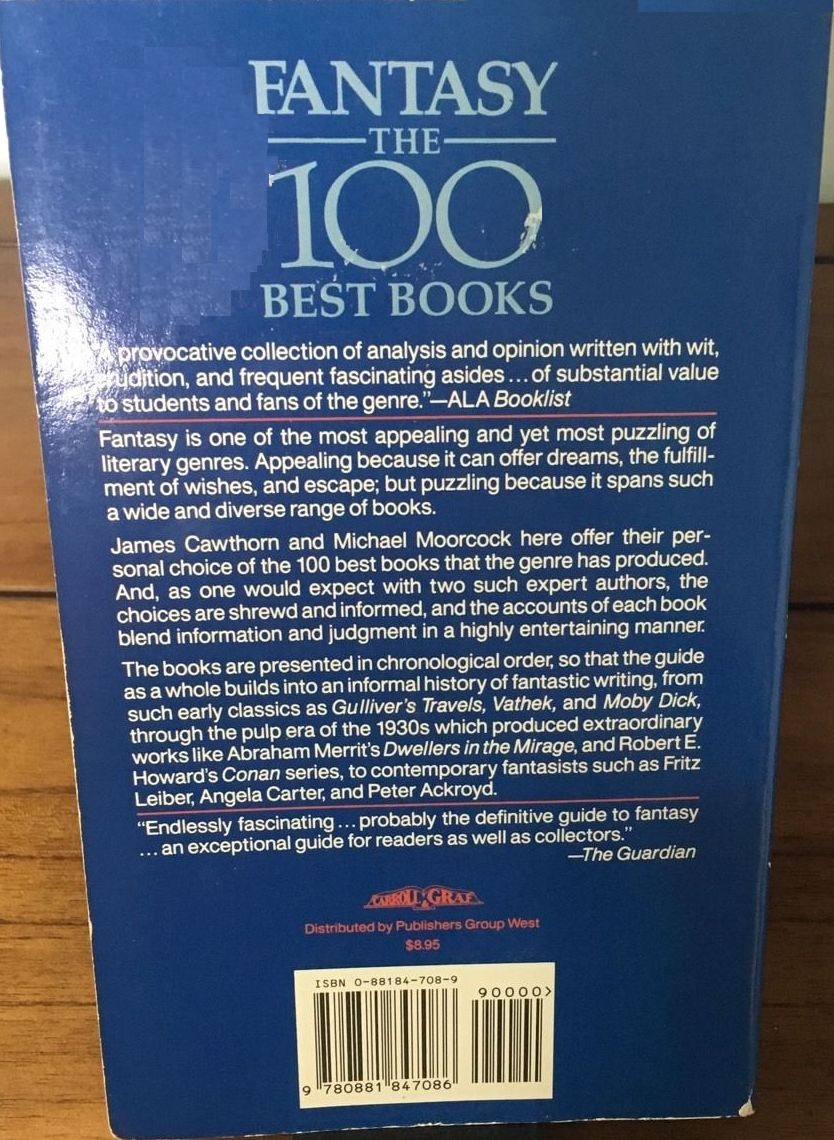 FANTASY
THE
100
BEST BOOKS
provocative collection of analysis and opinion written with wit,
and frequent fascinating asides...of substantial value
to students and fans of the genre."—ALA Booklist
Fantasy is one of the most appealing and yet most puzzling of
literary genres. Appealing because it can offer dreams, the fulfill-
ment of wishes, and escape; but puzzling because it spans such
a wide and diverse range of books.
James Cawthorn and Michael Moorcock here offer their per-
sonal choice of the 100 best books that the genre has produced.
And, as one would expect with two such expert authors, the
choices are shrewd and informed, and the accounts of each book
blend information and judgment in a highly entertaining manner.
The books are presented in chronological order, so that the guide
as a whole builds into an informal history of fantastic writing, from
such early classics as Gulliver's Travels, Vathek, and Moby Dick,
through the pulp era of the 1930s which produced extraordinary
works like Abraham Merrit's Dwellers in the Mirage, and Robert E.
Howard's Conan series, to contemporary fantasists such as Fritz
Leiber, Angela Carter, and Peter Ackroyd.
"Endlessly fascinating...probably the definitive guide to fantasy
...an exceptional guide for readers as well as collectors."
—The Guardian
CARROLL & GRAF
Distributed by Publishers Group West
$8.95
ISBN 0-88184-708-9
90000>
9 780881 847086